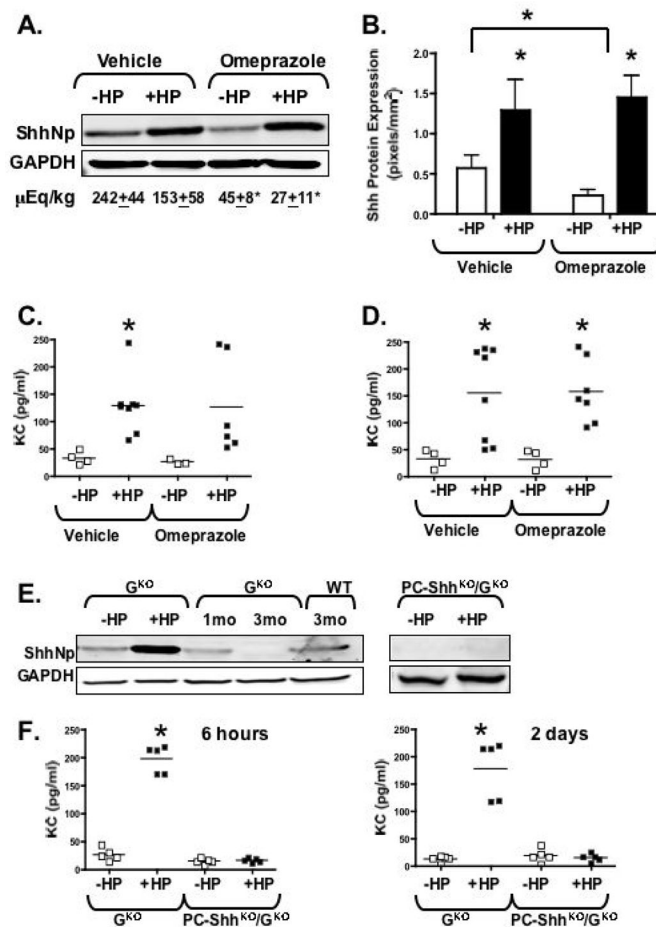 A.
Vehicle Omeprazole
-HP +HP -HP +HP
ShhNp
GAPDH
µEq/kg 242+44 153+58 45+8* 27+11*
B.
*
* *
Shh Protein Expression
(pixels/mm²)
2.0
1.5
1.0
0.5
0.0
-HP +HP -HP +HP
Vehicle Omeprazole
C.
*
KC (pg/ml)
250
200
150
100
50
0
-HP +HP -HP +HP
Vehicle Omeprazole
D.
* *
KC (pg/ml)
250
200
150
100
50
0
-HP +HP -HP +HP
Vehicle Omeprazole
E.
Gᴷᴼ Gᴷᴼ WT PC-Shhᴷᴼ/Gᴷᴼ
-HP +HP 1mo 3mo 3mo -HP +HP
ShhNp
GAPDH
F.
* 6 hours
KC (pg/ml)
250
200
150
100
50
0
-HP +HP -HP +HP
Gᴷᴼ PC-Shhᴷᴼ/Gᴷᴼ
* 2 days
KC (pg/ml)
250
200
150
100
50
0
-HP +HP -HP +HP
Gᴷᴼ PC-Shhᴷᴼ/Gᴷᴼ